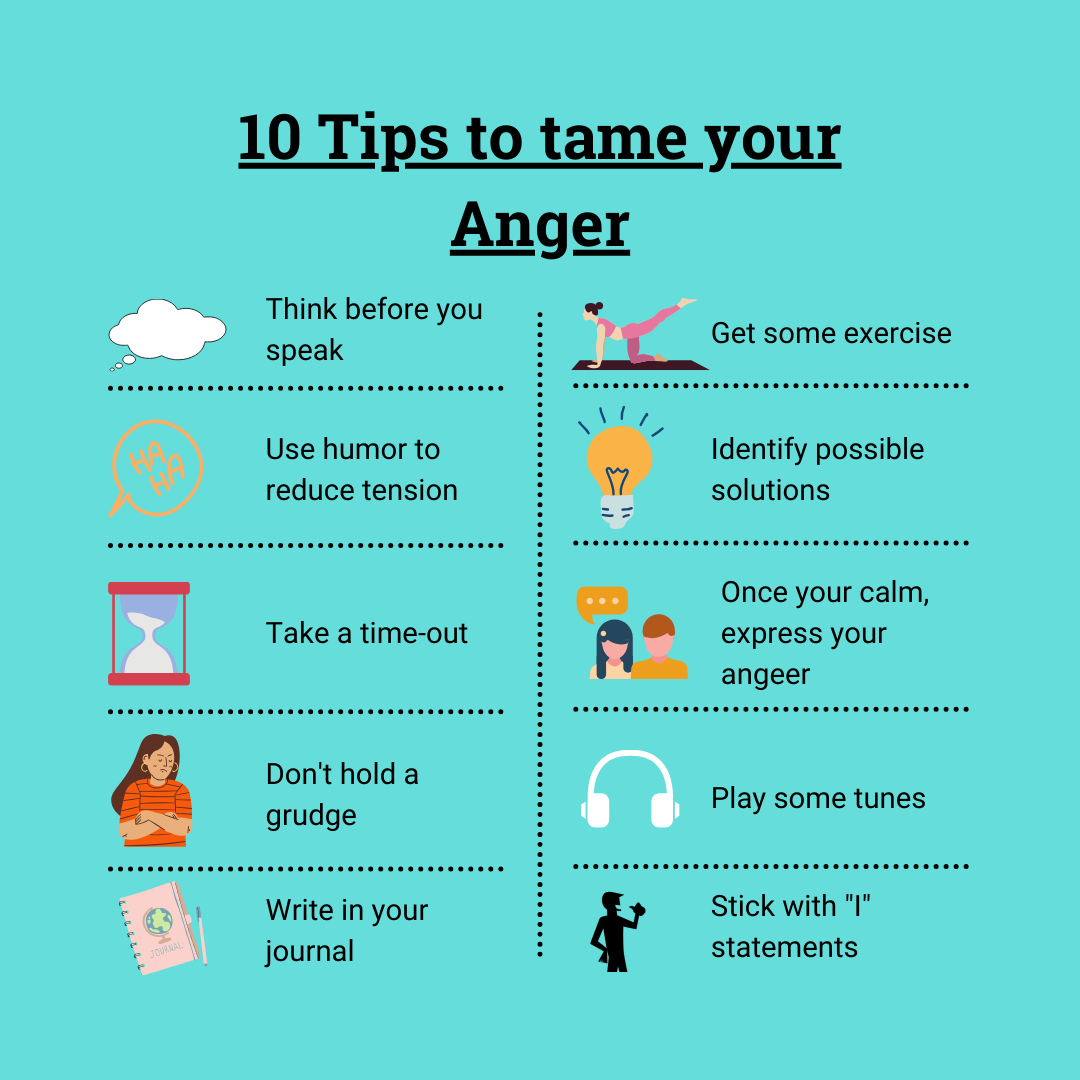 10 Tips to tame your
Anger
Think before you
speak
Use humor to
reduce tension
Take a time-out
Don't hold a
grudge
Write in your
journal
Get some exercise
Identify possible
solutions
Once your calm,
express your
angeer
Play some tunes
Stick with "I"
statements
HA
HA
HA
JOURNAL